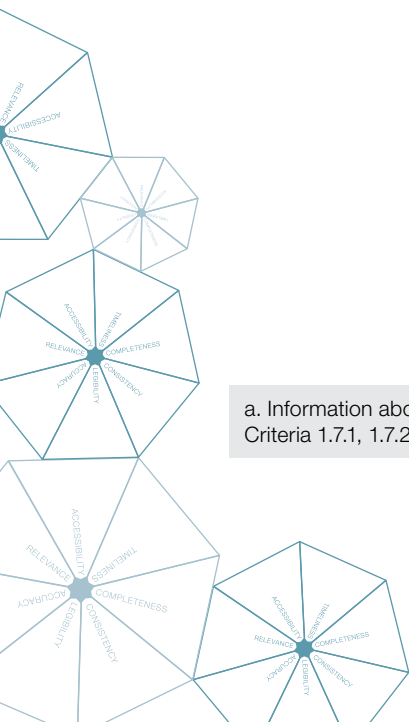 RELEVANCE
ACCESSIBILITY
TIMELINESS
ACCESSIBILITY
TIMELINESS
RELEVANCE
COMPLETENESS
ACCURACY
CONSISTENCY
LEGIBILITY
a. Information abo
Criteria 1.7.1, 1.7.2
ACCESSIBILITY
TIMELINESS
RELEVANCE
COMPLETENESS
ACCURACY
CONSISTENCY
LEGIBILITY
ACCESSIBILITY
TIMELINESS
RELEVANCE
COMPLETENESS
ACCURACY
CONSISTENCY
LEGIBILITY